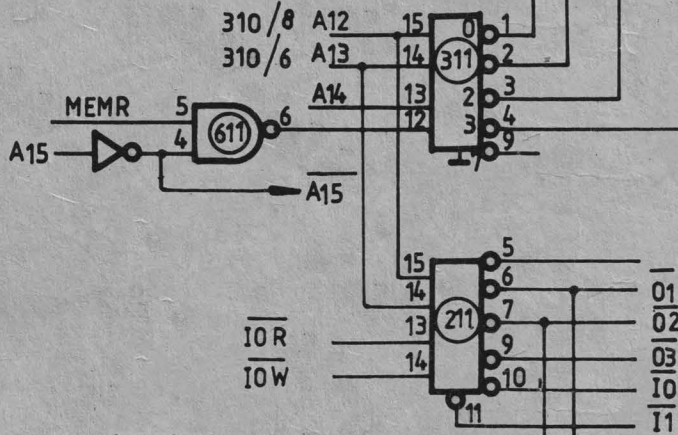 310/8 A12 15 0 1
310/6 A13 14 311 2
A14 13 2 3
MEMR 5 611 6 12 3 4
A15 4 7 9
A15
15 5
14 6 O1
IOR 13 211 7 O2
IOW 14 9 O3
10 I0
11 I1